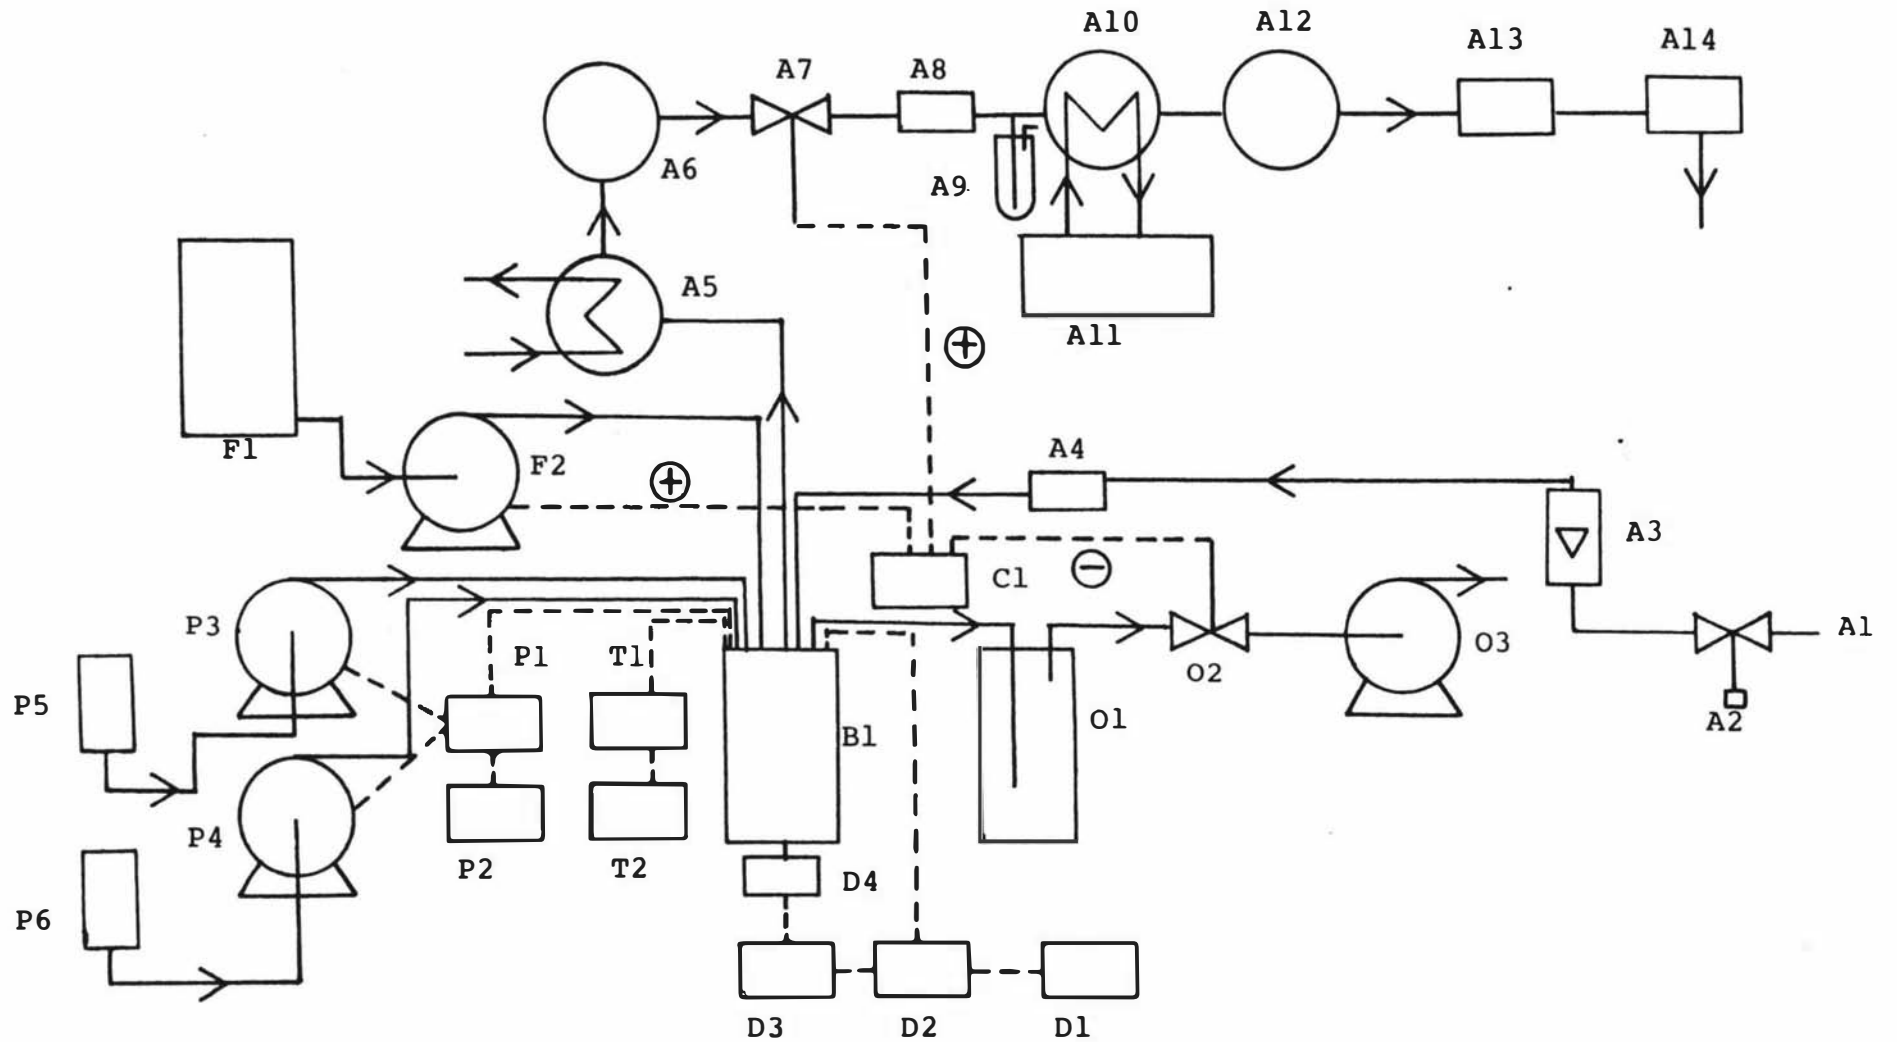 A10 A12
A13 A14
A7 A8
A6
A9
A5
A11
F1
F2
+
+
A4
A3
C1
−
P3
P1 T1
O2
O3
A1
P5
B1
O1
A2
P4
P2 T2
D4
P6
D3 D2 D1